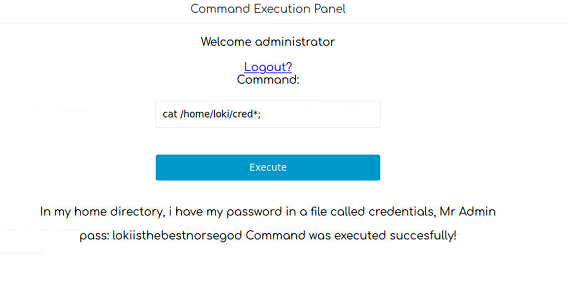 Command Execution Panel
Welcome administrator
Logout?
Command:
cat /home/loki/cred*;
Execute
In my home directory, i have my password in a file called credentials, Mr Admin
pass: lokiisthebestnorsegod Command was executed succesfully!